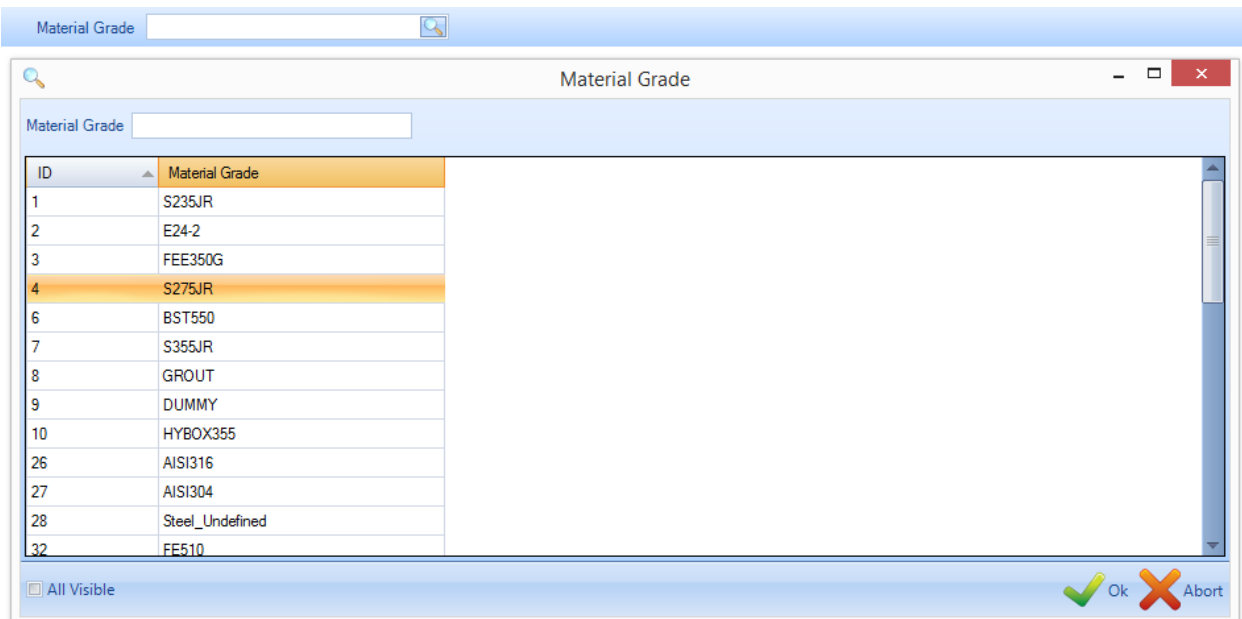 Material Grade
Material Grade
Material Grade
ID Material Grade
1 S235JR
2 E24-2
3 FEE350G
4 S275JR
6 BST550
7 S355JR
8 GROUT
9 DUMMY
10 HYBOX355
26 AISI316
27 AISI304
28 Steel_Undefined
32 FE510
All Visible Ok Abort